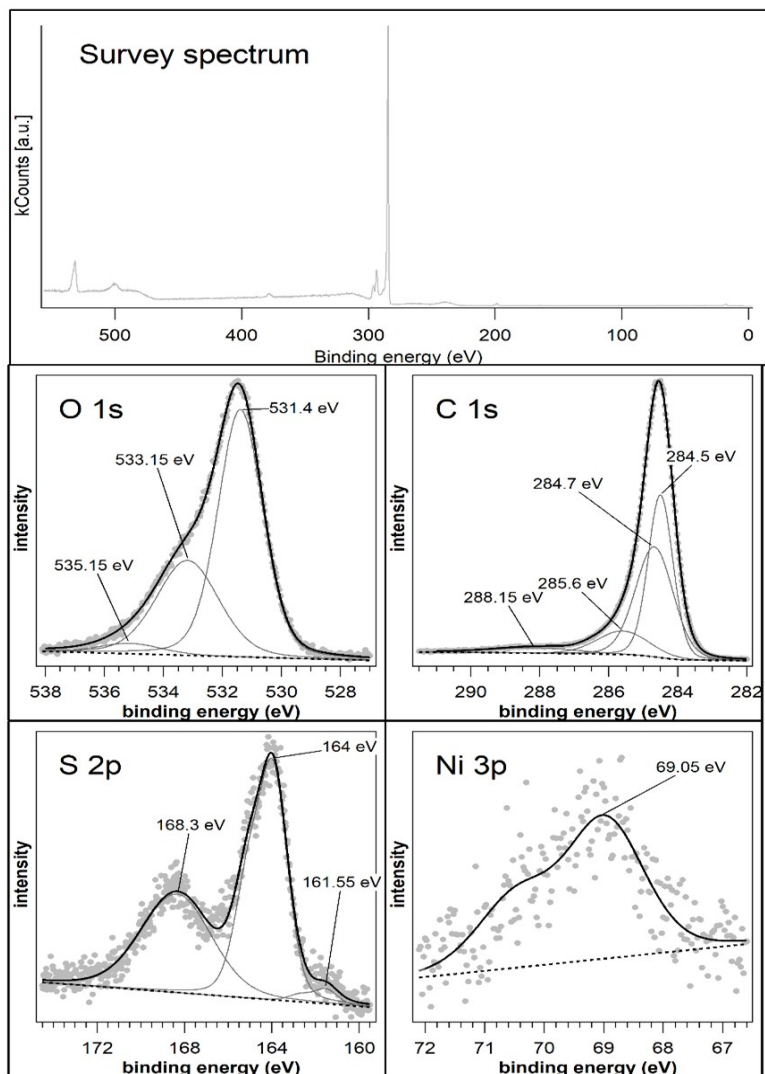 Survey spectrum
kCounts [a.u.]
500 400 300 200 100 0
Binding energy (eV)
O 1s
531.4 eV
533.15 eV
535.15 eV
intensity
538 536 534 532 530 528
binding energy (eV)
C 1s
284.5 eV
284.7 eV
285.6 eV
288.15 eV
intensity
290 288 286 284 282
binding energy (eV)
S 2p
164 eV
168.3 eV
161.55 eV
intensity
172 168 164 160
binding energy (eV)
Ni 3p
69.05 eV
intensity
72 71 70 69 68 67
binding energy (eV)